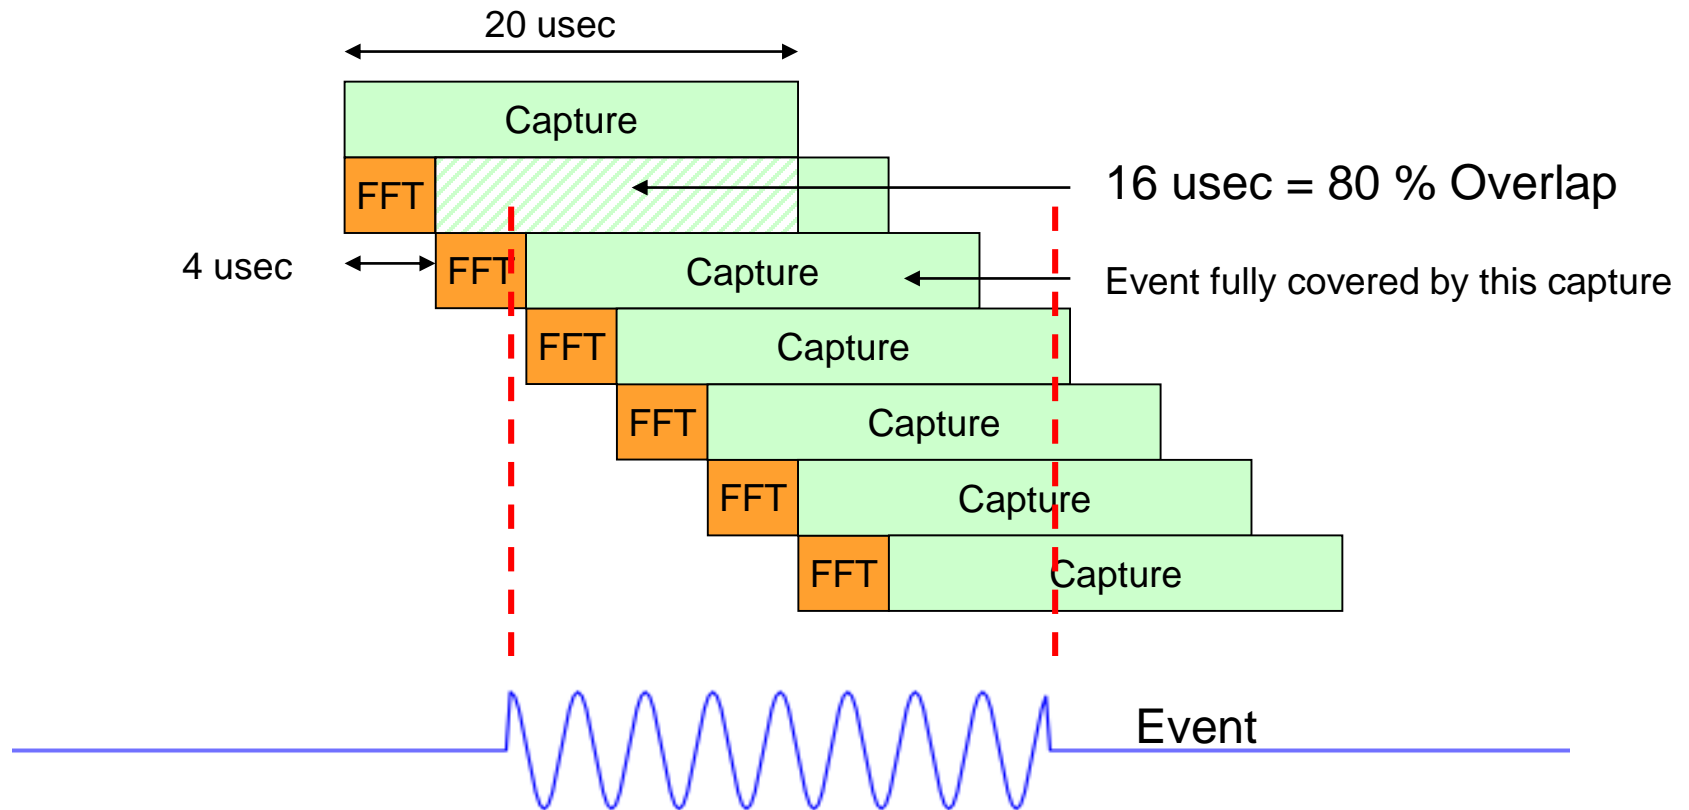 20 usec
Capture
FFT
16 usec = 80 % Overlap
4 usec
FFT
Capture
Event fully covered by this capture
FFT
Capture
FFT
Capture
FFT
Capture
FFT
Capture
Event